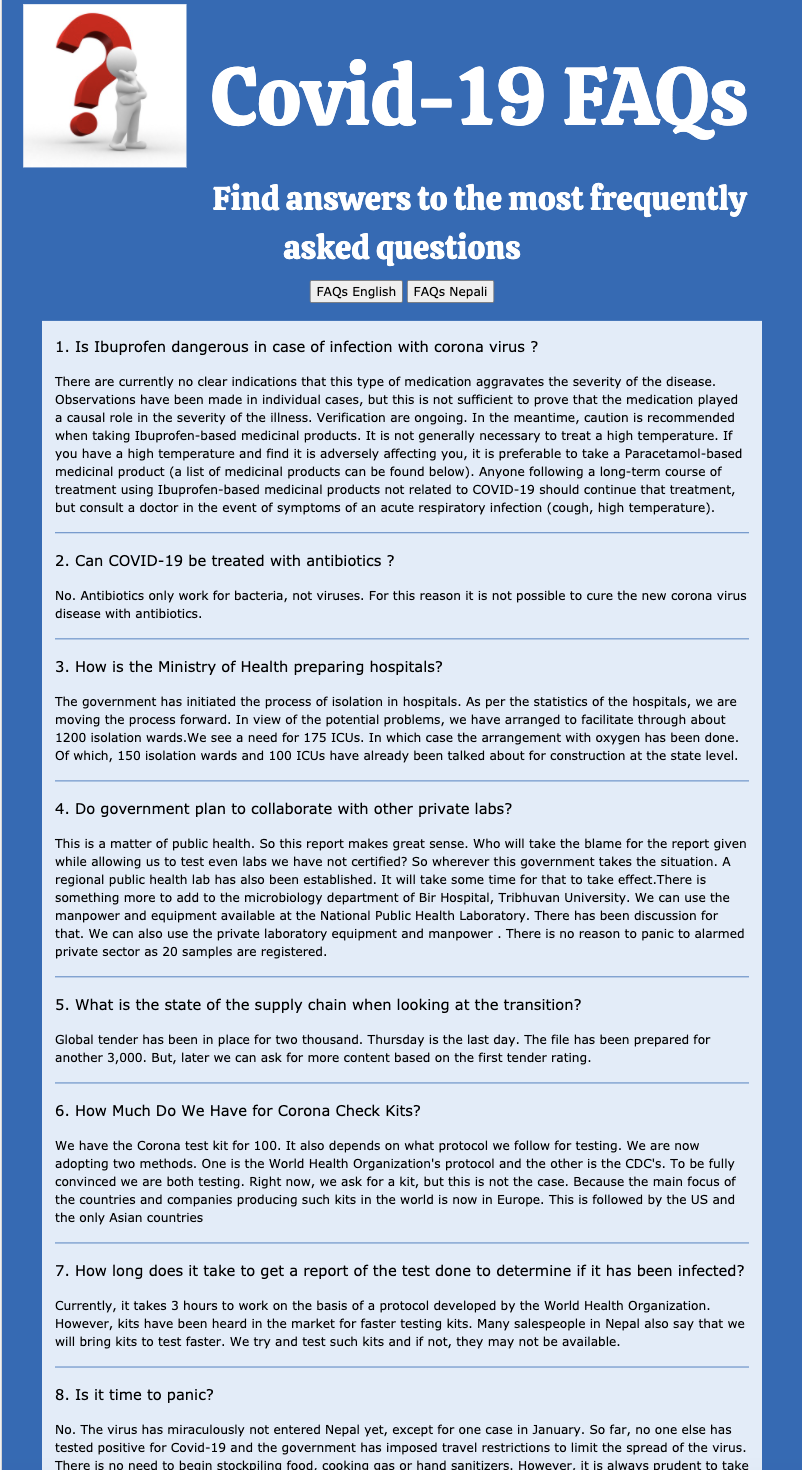 Covid-19 FAQs
Find answers to the most frequently
asked questions
FAQs English FAQs Nepali
1. Is Ibuprofen dangerous in case of infection with corona virus ?
There are currently no clear indications that this type of medication aggravates the severity of the disease.
Observations have been made in individual cases, but this is not sufficient to prove that the medication played
a causal role in the severity of the illness. Verification are ongoing. In the meantime, caution is recommended
when taking Ibuprofen-based medicinal products. It is not generally necessary to treat a high temperature. If
you have a high temperature and find it is adversely affecting you, it is preferable to take a Paracetamol-based
medicinal product (a list of medicinal products can be found below). Anyone following a long-term course of
treatment using Ibuprofen-based medicinal products not related to COVID-19 should continue that treatment,
but consult a doctor in the event of symptoms of an acute respiratory infection (cough, high temperature).
2. Can COVID-19 be treated with antibiotics ?
No. Antibiotics only work for bacteria, not viruses. For this reason it is not possible to cure the new corona virus
disease with antibiotics.
3. How is the Ministry of Health preparing hospitals?
The government has initiated the process of isolation in hospitals. As per the statistics of the hospitals, we are
moving the process forward. In view of the potential problems, we have arranged to facilitate through about
1200 isolation wards.We see a need for 175 ICUs. In which case the arrangement with oxygen has been done.
Of which, 150 isolation wards and 100 ICUs have already been talked about for construction at the state level.
4. Do government plan to collaborate with other private labs?
This is a matter of public health. So this report makes great sense. Who will take the blame for the report given
while allowing us to test even labs we have not certified? So wherever this government takes the situation. A
regional public health lab has also been established. It will take some time for that to take effect.There is
something more to add to the microbiology department of Bir Hospital, Tribhuvan University. We can use the
manpower and equipment available at the National Public Health Laboratory. There has been discussion for
that. We can also use the private laboratory equipment and manpower . There is no reason to panic to alarmed
private sector as 20 samples are registered.
5. What is the state of the supply chain when looking at the transition?
Global tender has been in place for two thousand. Thursday is the last day. The file has been prepared for
another 3,000. But, later we can ask for more content based on the first tender rating.
6. How Much Do We Have for Corona Check Kits?
We have the Corona test kit for 100. It also depends on what protocol we follow for testing. We are now
adopting two methods. One is the World Health Organization's protocol and the other is the CDC's. To be fully
convinced we are both testing. Right now, we ask for a kit, but this is not the case. Because the main focus of
the countries and companies producing such kits in the world is now in Europe. This is followed by the US and
the only Asian countries
7. How long does it take to get a report of the test done to determine if it has been infected?
Currently, it takes 3 hours to work on the basis of a protocol developed by the World Health Organization.
However, kits have been heard in the market for faster testing kits. Many salespeople in Nepal also say that we
will bring kits to test faster. We try and test such kits and if not, they may not be available.
8. Is it time to panic?
No. The virus has miraculously not entered Nepal yet, except for one case in January. So far, no one else has
tested positive for Covid-19 and the government has imposed travel restrictions to limit the spread of the virus.
There is no need to begin stockpiling food, cooking gas or hand sanitizers. However, it is always prudent to take